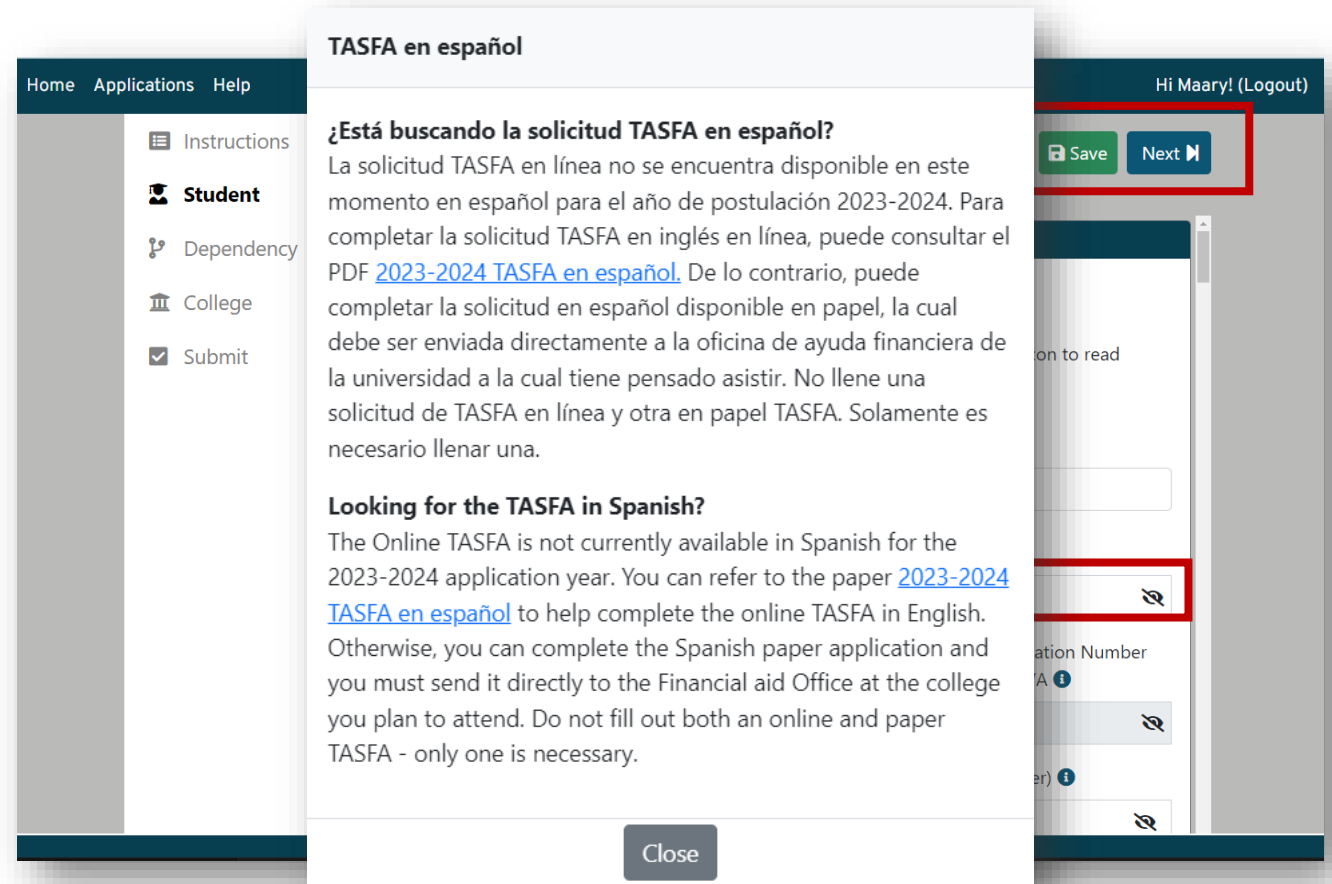 TASFA en español
Home Applications Help
Hi Maary! (Logout)
Instructions
Student
Dependency
College
Submit
Save
Next
¿Está buscando la solicitud TASFA en español?
La solicitud TASFA en línea no se encuentra disponible en este
momento en español para el año de postulación 2023-2024. Para
completar la solicitud TASFA en inglés en línea, puede consultar el
PDF 2023-2024 TASFA en español. De lo contrario, puede
completar la solicitud en español disponible en papel, la cual
debe ser enviada directamente a la oficina de ayuda financiera de
la universidad a la cual tiene pensado asistir. No llene una
solicitud de TASFA en línea y otra en papel TASFA. Solamente es
necesario llenar una.
Looking for the TASFA in Spanish?
The Online TASFA is not currently available in Spanish for the
2023-2024 application year. You can refer to the paper 2023-2024
TASFA en español to help complete the online TASFA in English.
Otherwise, you can complete the Spanish paper application and
you must send it directly to the Financial aid Office at the college
you plan to attend. Do not fill out both an online and paper
TASFA - only one is necessary.
Close
to read
Number